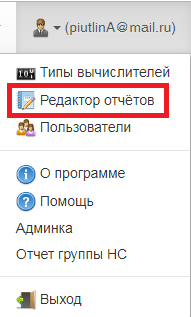 (piutlinA@mail.ru)
Типы вычислителей
Редактор отчётов
Пользователи
О программе
Помощь
Админка
Отчет группы НС
Выход